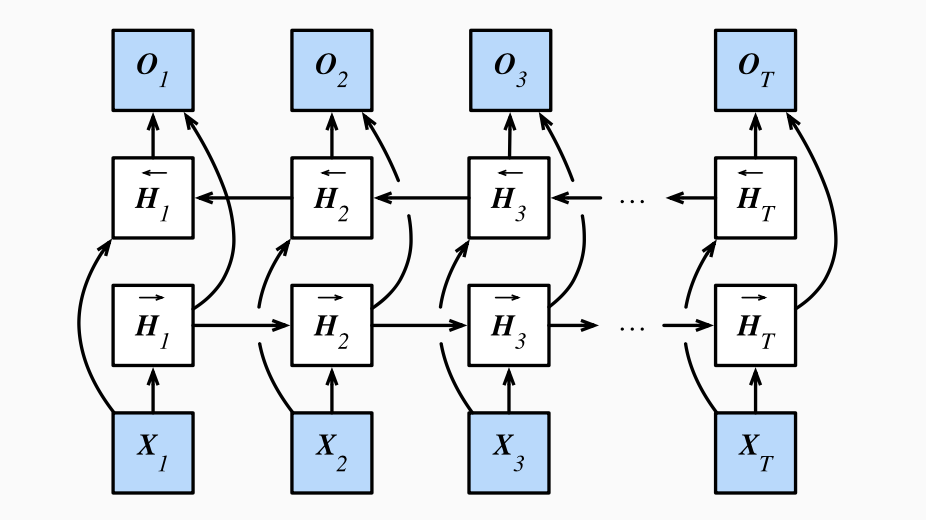 O1 O2 O3 OT
←H1 ←H2 ←H3 ... ←HT
→H1 →H2 →H3 ... →HT
X1 X2 X3 XT